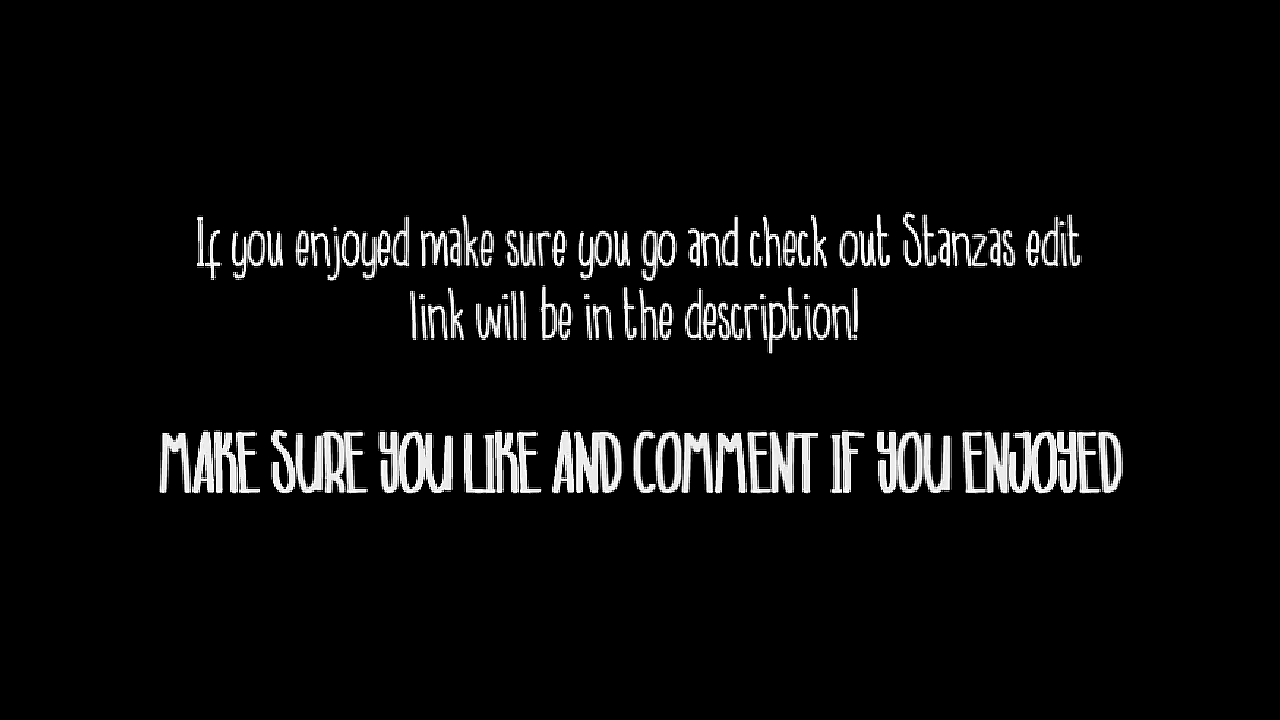 If you enjoyed make sure you go and check out Stanzas edit
link will be in the description!
MAKE SURE YOU LIKE AND COMMENT IF YOU ENJOYED